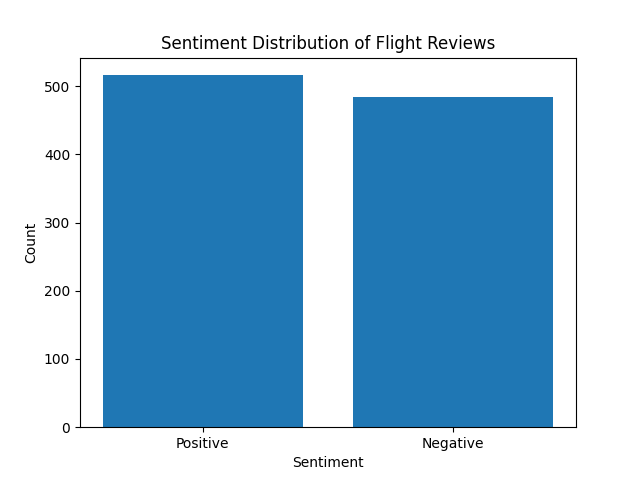 Sentiment Distribution of Flight Reviews
500
400
300
200
100
0
Count
Positive Negative
Sentiment